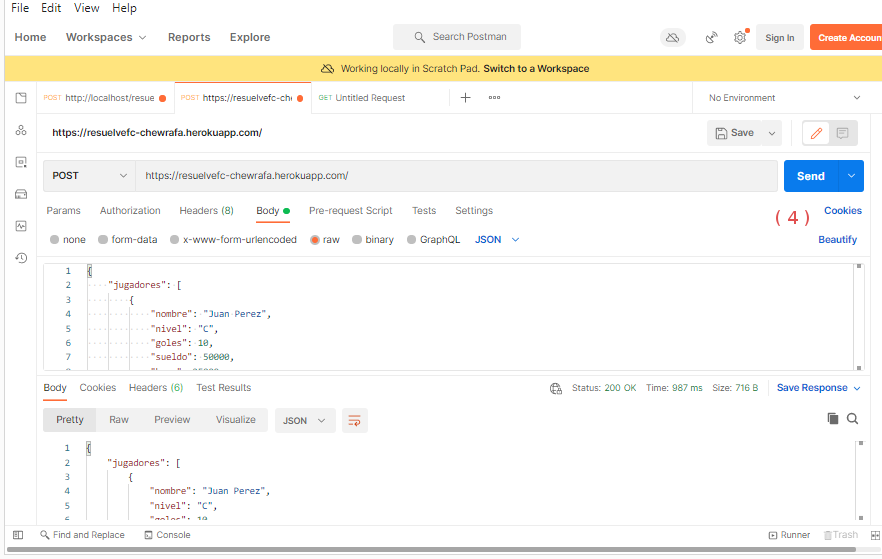 File Edit View Help
Home Workspaces Reports Explore Search Postman Sign In Create Accoun
Working locally in Scratch Pad. Switch to a Workspace
POST http://localhost/resue POST https://resuelvefc-che GET Untitled Request + ooo No Environment
https://resuelvefc-chewrafa.herokuapp.com/ Save
POST https://resuelvefc-chewrafa.herokuapp.com/ Send
Params Authorization Headers (8) Body Pre-request Script Tests Settings (4) Cookies
none form-data x-www-form-urlencoded raw binary GraphQL JSON Beautify
1 {
2 "jugadores": [
3 {
4 "nombre": "Juan Perez",
5 "nivel": "C",
6 "goles": 10,
7 "sueldo": 50000,
Body Cookies Headers (6) Test Results Status: 200 OK Time: 987 ms Size: 716 B Save Response
Pretty Raw Preview Visualize JSON
1 {
2 "jugadores": [
3 {
4 "nombre": "Juan Perez",
5 "nivel": "C",
6 "goles": 10
Find and Replace Console Runner Trash